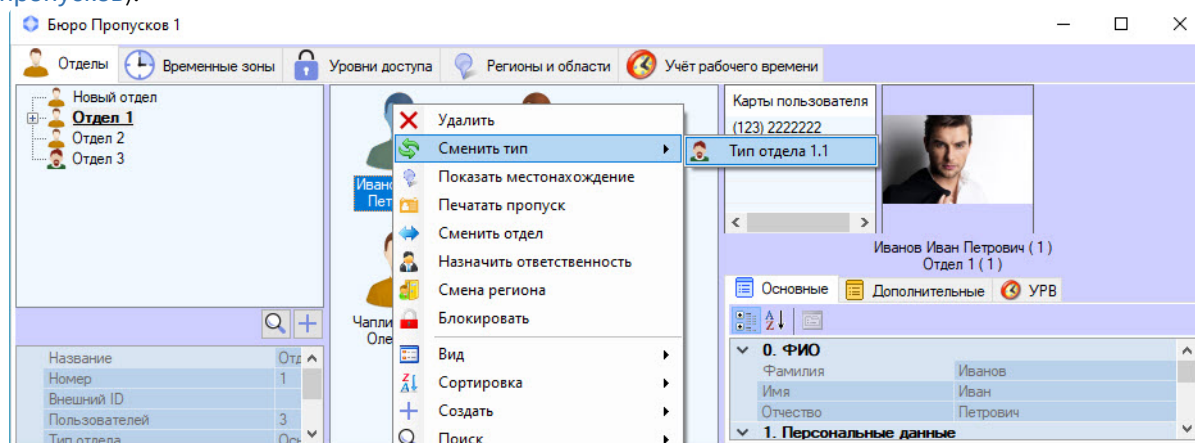 пропусков).
Бюро Пропусков 1
Отделы Временные зоны Уровни доступа Регионы и области Учёт рабочего времени
Новый отдел
Отдел 1
Отдел 2
Отдел 3
Название Отд
Номер 1
Внешний ID
Пользователей 3
Тип отдела
Удалить
Сменить тип
Тип отдела 1.1
Показать местонахождение
Печатать пропуск
Сменить отдел
Назначить ответственность
Смена региона
Блокировать
Вид
Сортировка
Создать
Поиск
Карты пользователя
(123) 2222222
Иванов Иван Петрович ( 1 )
Отдел 1 ( 1 )
Основные Дополнительные УРВ
0. ФИО
Фамилия Иванов
Имя Иван
Отчество Петрович
1. Персональные данные